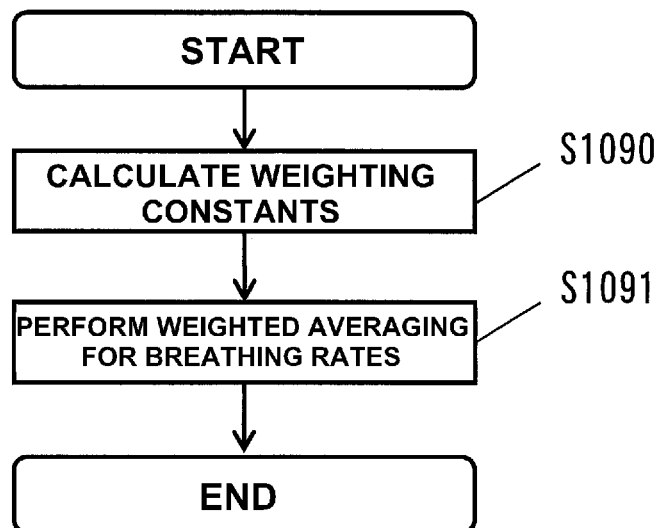 START
CALCULATE WEIGHTING
CONSTANTS
S1090
PERFORM WEIGHTED AVERAGING
FOR BREATHING RATES
S1091
END